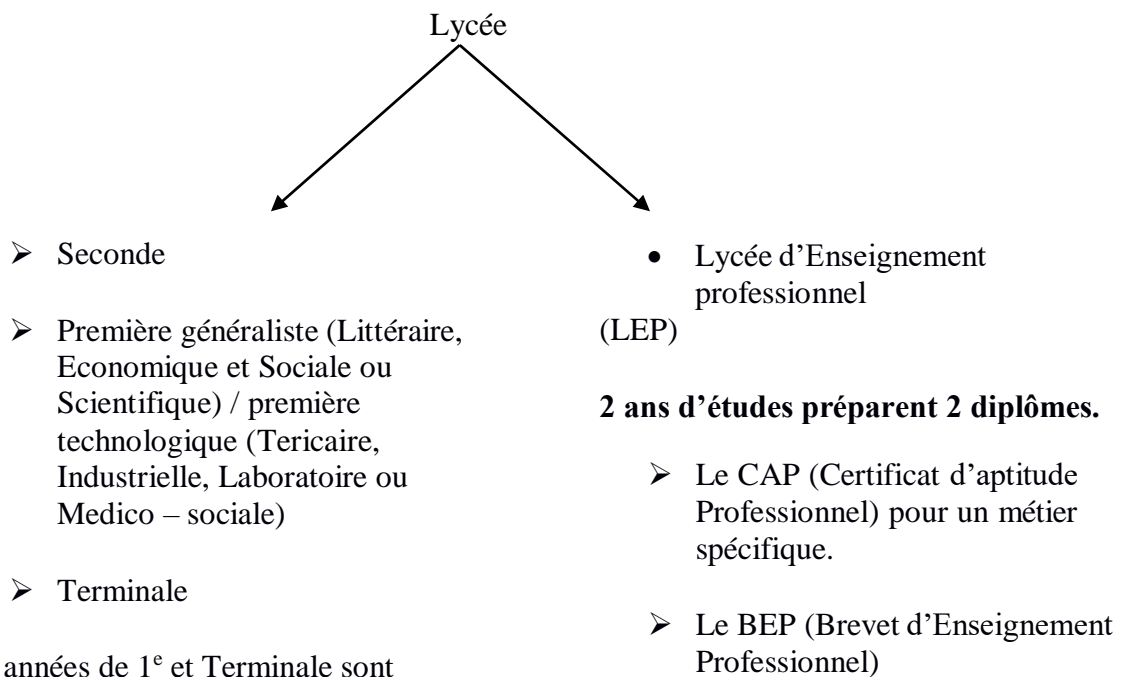 Lycée
➢ Seconde
➢ Première généraliste (Littéraire,
Economique et Sociale ou
Scientifique) / première
technologique (Tericaire,
Industrielle, Laboratoire ou
Medico – sociale)
➢ Terminale
années de 1e et Terminale sont
• Lycée d’Enseignement
professionnel
(LEP)
2 ans d’études préparent 2 diplômes.
➢ Le CAP (Certificat d’aptitude
Professionnel) pour un métier
spécifique.
➢ Le BEP (Brevet d’Enseignement
Professionnel)